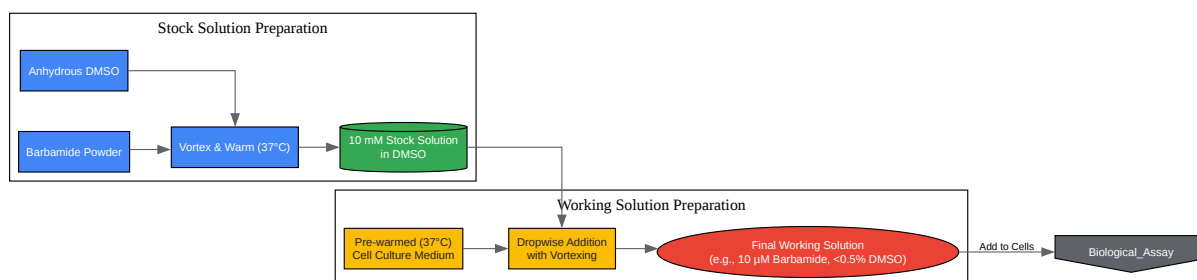 Stock Solution Preparation
Anhydrous DMSO
Barbamide Powder
Vortex & Warm (37°C)
10 mM Stock Solution
in DMSO
Working Solution Preparation
Pre-warmed (37°C)
Cell Culture Medium
Dropwise Addition
with Vortexing
Final Working Solution
(e.g., 10 µM Barbamide, <0.5% DMSO)
Add to Cells
Biological_Assay